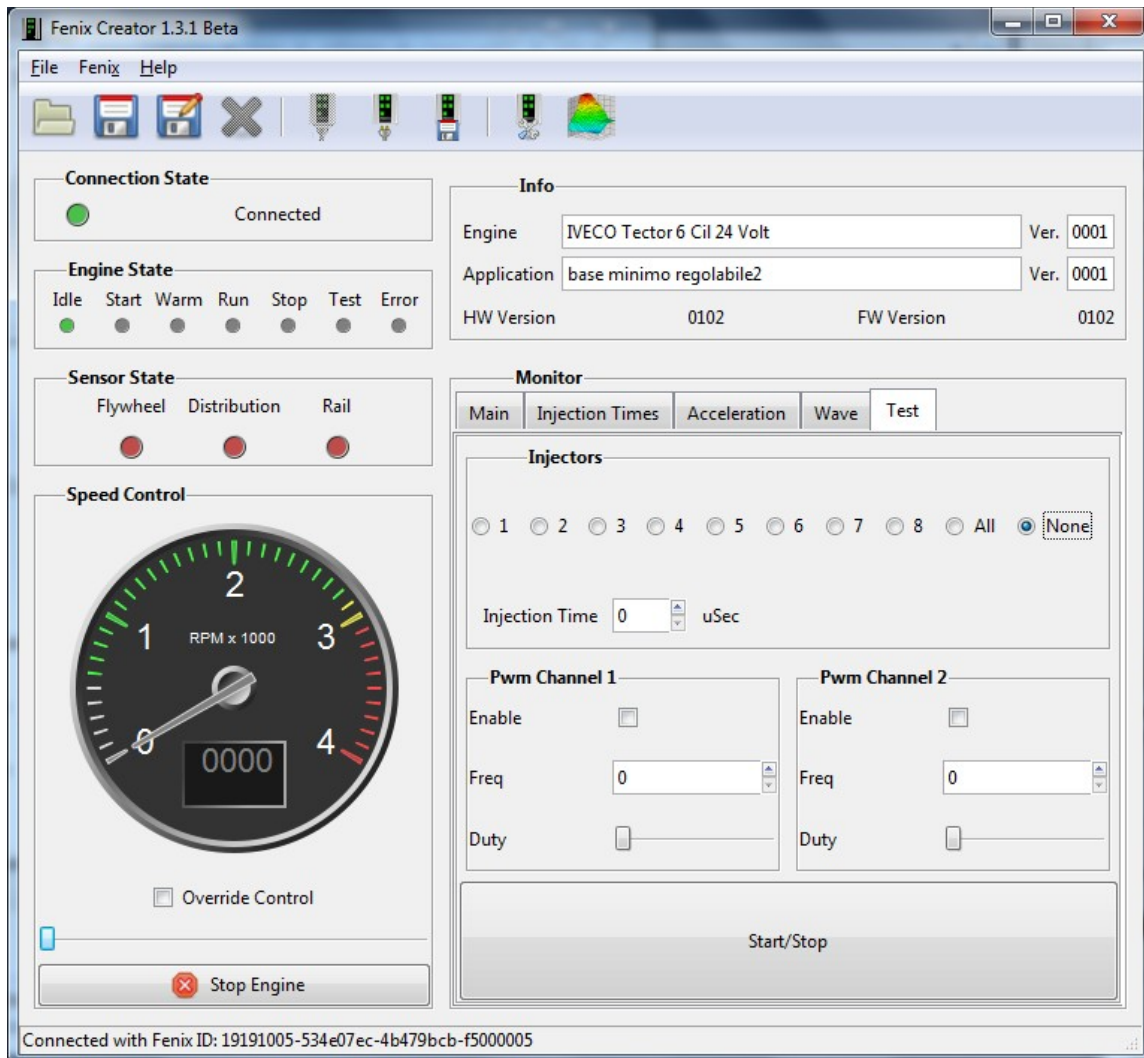 Fenix Creator 1.3.1 Beta
File Fenix Help
Connection State
Connected
Engine State
Idle Start Warm Run Stop Test Error
Sensor State
Flywheel Distribution Rail
Speed Control
2
1 RPM x 1000 3
0 4
0000
Override Control
Stop Engine
Info
Engine IVECO Tector 6 Cil 24 Volt Ver. 0001
Application base minimo regolabile2 Ver. 0001
HW Version 0102 FW Version 0102
Monitor
Main Injection Times Acceleration Wave Test
Injectors
1 2 3 4 5 6 7 8 All None
Injection Time 0 uSec
Pwm Channel 1
Enable
Freq 0
Duty
Pwm Channel 2
Enable
Freq 0
Duty
Start/Stop
Connected with Fenix ID: 19191005-534e07ec-4b479bcb-f5000005